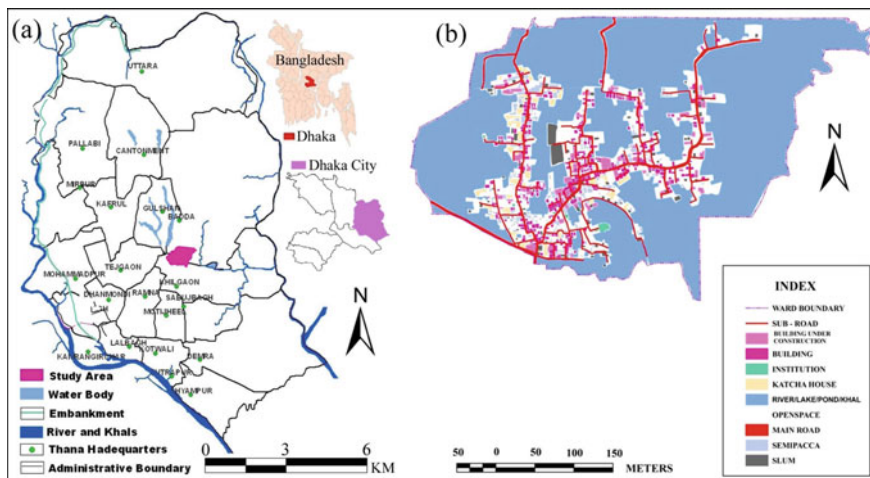 (a)
UTTARA
PALLABI
CANTONMENT
MIRPUR
KAFRUL
GULSHAN
BADDA
TEJGAON
MOHAMMADPUR
KHILGAON
DHANMONDI
RAMNA
SABUJBAGH
MOTIJHEEL
LALBAGH
KOTWALI
KAMRANGIRCHAR
DEMRA
SUTRAPUR
SHYAMPUR
Bangladesh
Dhaka
Dhaka City
N
Study Area
Water Body
Embankment
River and Khals
Thana Hadequarters
Administrative Boundary
0 3 6
KM
(b)
N
INDEX
WARD BOUNDARY
SUB - ROAD
BUILDING UNDER
CONSTRUCTION
BUILDING
INSTITUTION
KATCHA HOUSE
RIVER/LAKE/POND/KHAL
OPENSPACE
MAIN ROAD
SEMIPACCA
SLUM
50 0 50 100 150
METERS